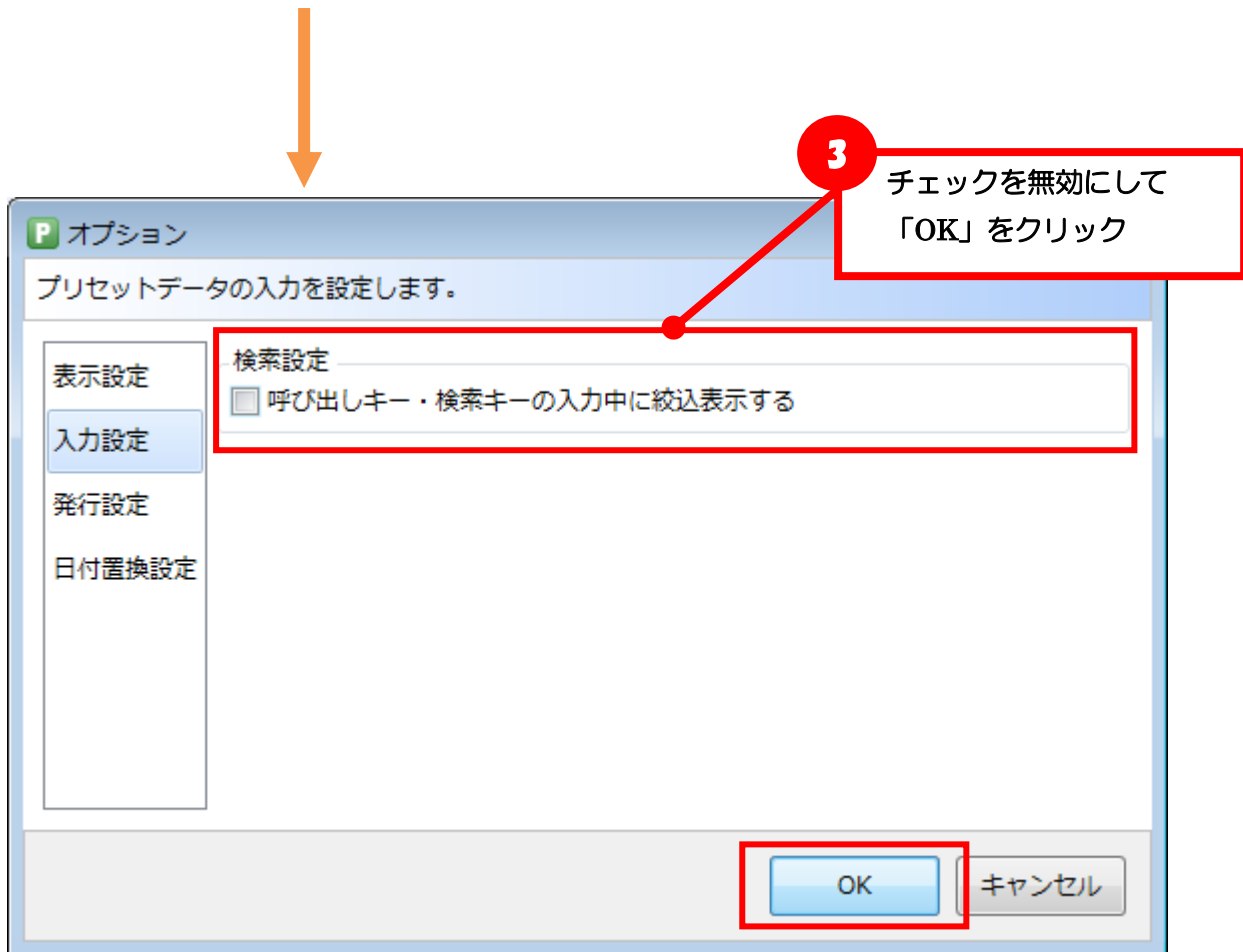 3
チェックを無効にして
「OK」をクリック
P オプション
プリセットデータの入力を設定します。
表示設定
入力設定
発行設定
日付置換設定
検索設定
呼び出しキー・検索キーの入力中に絞込表示する
OK
キャンセル